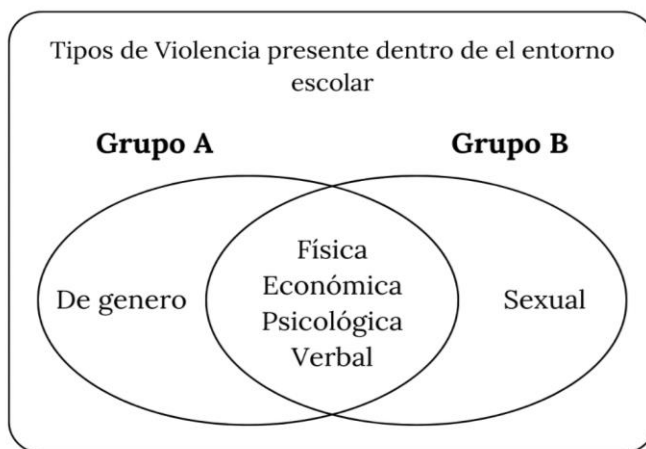 Tipos de Violencia presente dentro de el entorno
escolar
Grupo A
Grupo B
De genero
Física
Económica
Psicológica
Verbal
Sexual